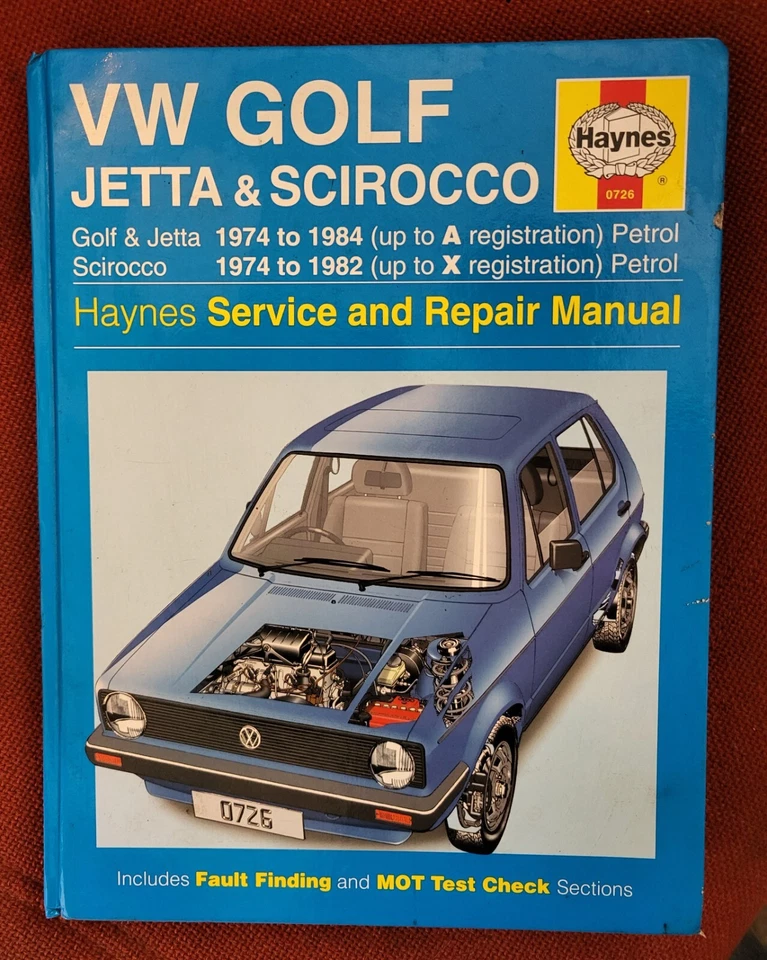 VW GOLF
JETTA & SCIROCCO
Haynes
®
0726
Golf & Jetta 1974 to 1984 (up to A registration) Petrol
Scirocco 1974 to 1982 (up to X registration) Petrol
Haynes Service and Repair Manual
0726
Includes Fault Finding and MOT Test Check Sections